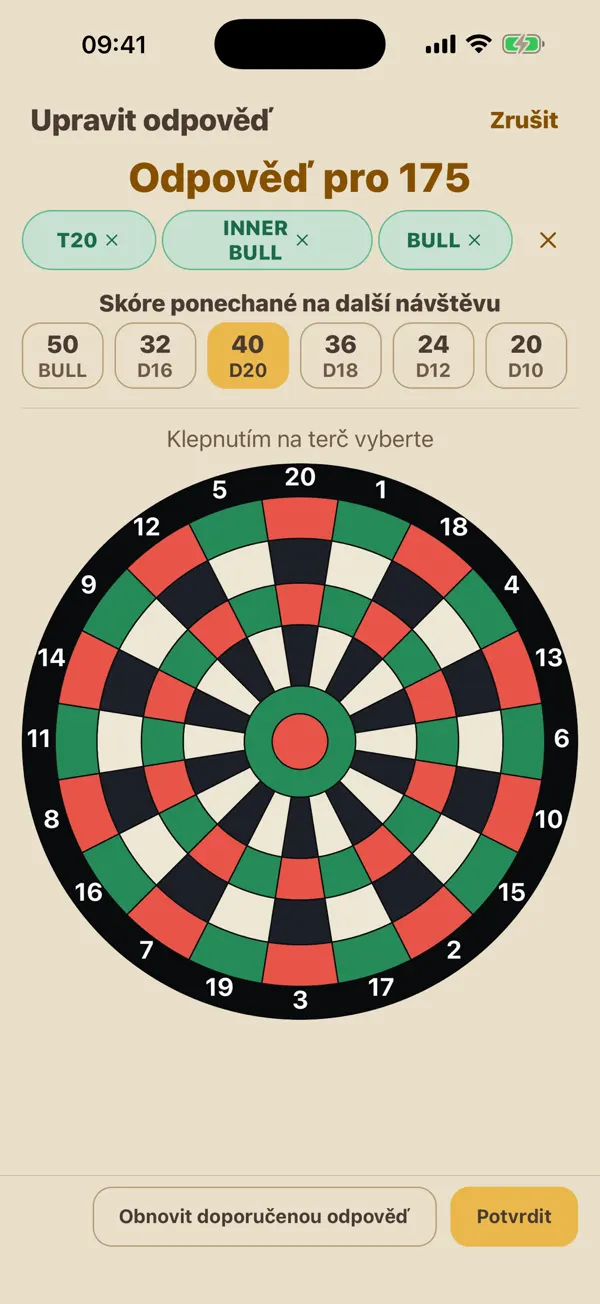 09:41
Upravit odpověď
Zrušit
Odpověď pro 175
T20 ×
INNER
BULL ×
BULL ×
×
Skóre ponechané na další návštěvu
50
BULL
32
D16
40
D20
36
D18
24
D12
20
D10
Klepnutím na terč vyberte
20
1
18
4
13
6
10
15
2
17
3
19
7
16
8
11
14
9
12
5
Obnovit doporučenou odpověď
Potvrdit